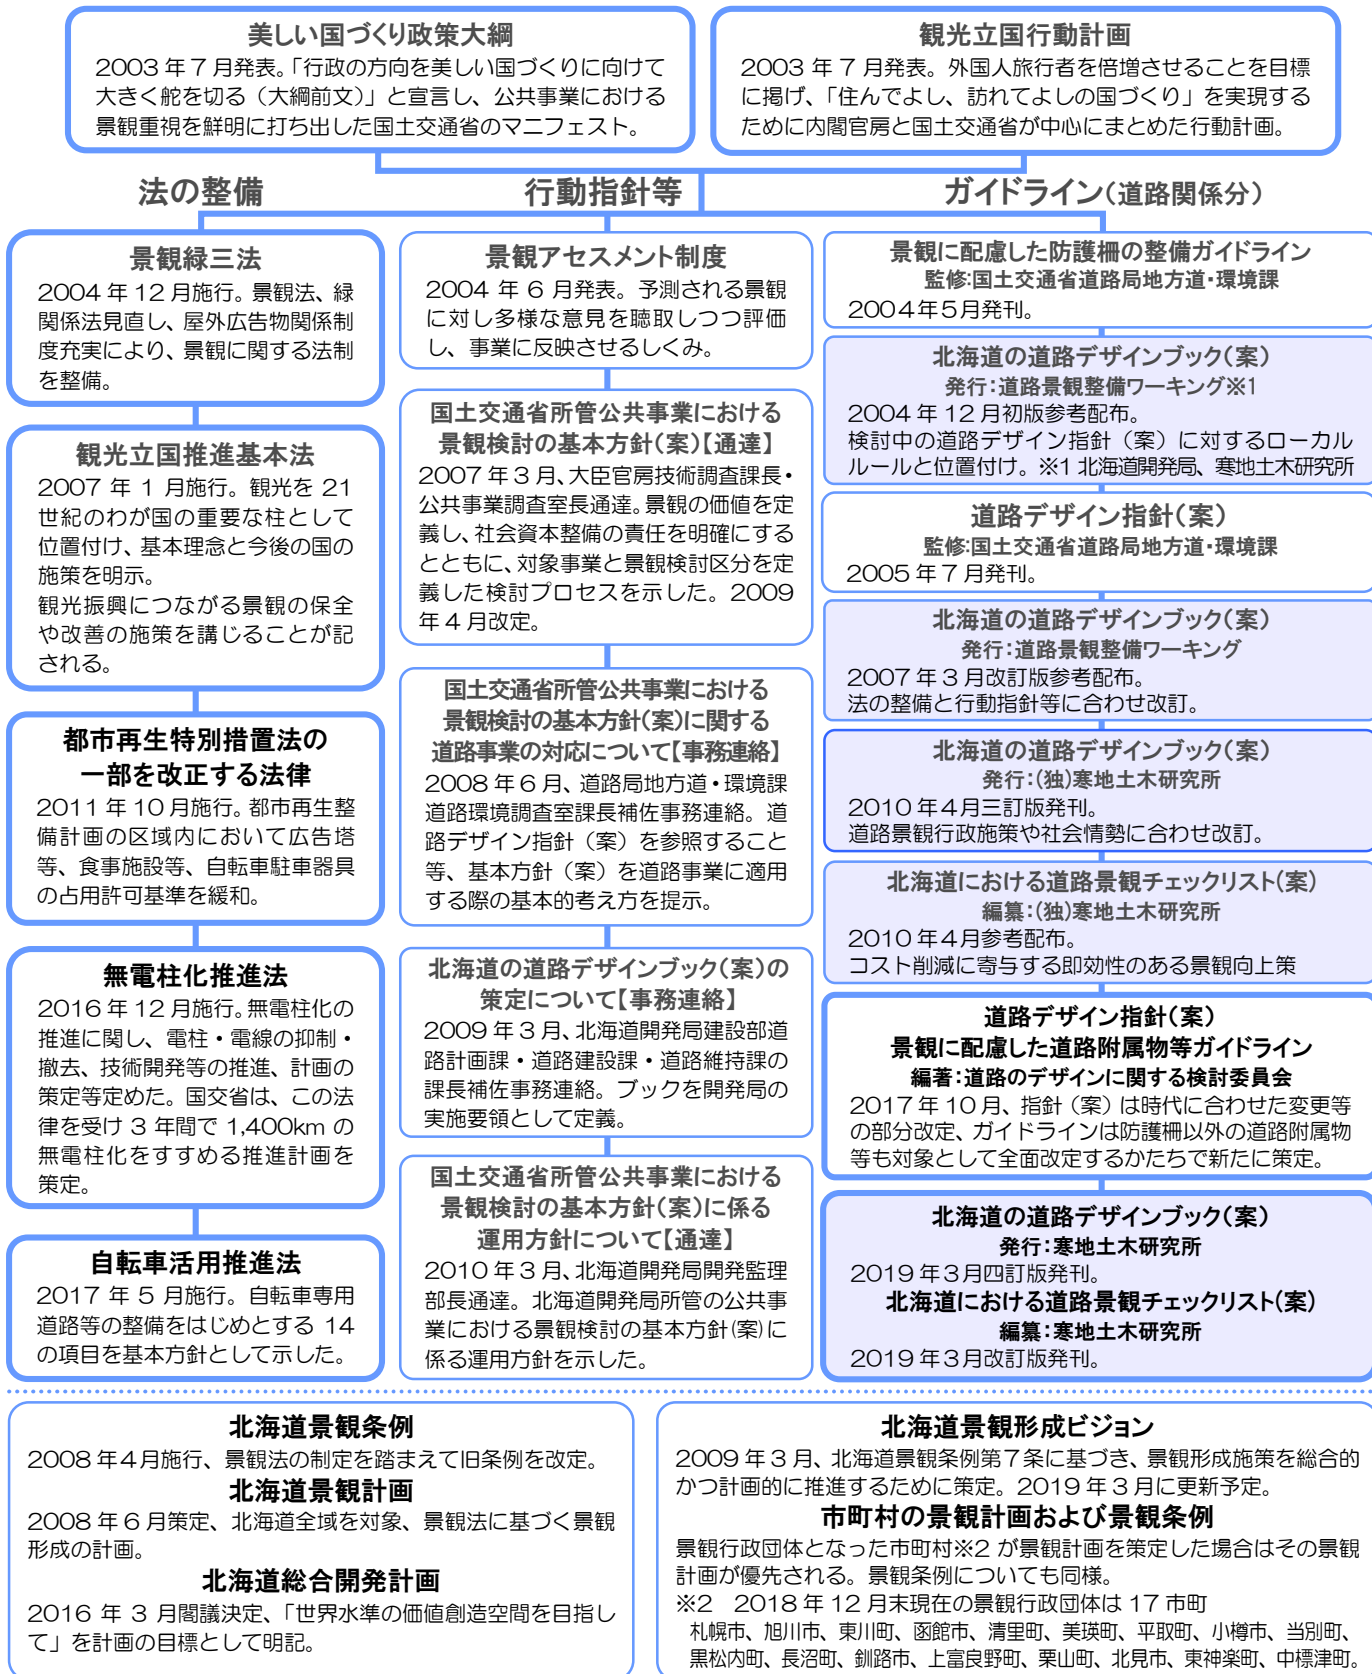 美しい国づくり政策大綱
2003年7月発表。「行政の方向を美しい国づくりに向けて
大きく舵を切る（大綱前文）」と宣言し、公共事業における
景観重視を鮮明に打ち出した国土交通省のマニフェスト。
観光立国行動計画
2003年7月発表。外国人旅行者を倍増させることを目標
に掲げ、「住んでよし、訪れてよしの国づくり」を実現する
ために内閣官房と国土交通省が中心にまとめた行動計画。
法の整備
景観緑三法
2004年12月施行。景観法、緑
関係法見直し、屋外広告物関係制
度充実により、景観に関する法制
を整備。
観光立国推進基本法
2007年1月施行。観光を21
世紀のわが国の重要な柱として
位置付け、基本理念と今後の国の
施策を明示。
観光振興につながる景観の保全
や改善の施策を講じることが記
される。
都市再生特別措置法の
一部を改正する法律
2011年10月施行。都市再生整
備計画の区域内において広告塔
等、食事施設等、自転車駐車器具
の占用許可基準を緩和。
無電柱化推進法
2016年12月施行。無電柱化の
推進に関し、電柱・電線の抑制・
撤去、技術開発等の推進、計画の
策定等定めた。国交省は、この法
律を受け3年間で1,400kmの
無電柱化をすすめる推進計画を
策定。
自転車活用推進法
2017年5月施行。自転車専用
道路等の整備をはじめとする14
の項目を基本方針として示した。
行動指針等
景観アセスメント制度
2004年6月発表。予測される景観
に対し多様な意見を聴取しつつ評価
し、事業に反映させるしくみ。
国土交通省所管公共事業における
景観検討の基本方針(案)【通達】
2007年3月、大臣官房技術調査課長・
公共事業調査室長通達。景観の価値を定
義し、社会資本整備の責任を明確にする
とともに、対象事業と景観検討区分を定
義した検討プロセスを示した。2009
年4月改定。
国土交通省所管公共事業における
景観検討の基本方針(案)に関する
道路事業の対応について【事務連絡】
2008年6月、道路局地方道・環境課
道路環境調査室課長補佐事務連絡。道
路デザイン指針（案）を参照すること
等、基本方針（案）を道路事業に適用
する際の基本的考え方を提示。
北海道の道路デザインブック(案)の
策定について【事務連絡】
2009年3月、北海道開発局建設部道
路計画課・道路建設課・道路維持課の
課長補佐事務連絡。ブックを開発局の
実施要領として定義。
国土交通省所管公共事業における
景観検討の基本方針(案)に係る
運用方針について【通達】
2010年3月、北海道開発局開発監理
部長通達。北海道開発局所管の公共事
業における景観検討の基本方針(案)に
係る運用方針を示した。
ガイドライン(道路関係分)
景観に配慮した防護柵の整備ガイドライン
監修:国土交通省道路局地方道・環境課
2004年5月発刊。
北海道の道路デザインブック(案)
発行:道路景観整備ワーキング※1
2004年12月初版参考配布。
検討中の道路デザイン指針（案）に対するローカル
ルールと位置付け。※1 北海道開発局、寒地土木研究所
道路デザイン指針(案)
監修:国土交通省道路局地方道・環境課
2005年7月発刊。
北海道の道路デザインブック(案)
発行:道路景観整備ワーキング
2007年3月改訂版参考配布。
法の整備と行動指針等に合わせ改訂。
北海道の道路デザインブック(案)
発行:(独)寒地土木研究所
2010年4月三訂版発刊。
道路景観行政施策や社会情勢に合わせ改訂。
北海道における道路景観チェックリスト(案)
編纂:(独)寒地土木研究所
2010年4月参考配布。
コスト削減に寄与する即効性のある景観向上策
道路デザイン指針(案)
景観に配慮した道路附属物等ガイドライン
編著:道路のデザインに関する検討委員会
2017年10月、指針（案）は時代に合わせた変更等
の部分改定、ガイドラインは防護柵以外の道路附属物
等も対象として全面改定するかたちで新たに策定。
北海道の道路デザインブック(案)
発行:寒地土木研究所
2019年3月四訂版発刊。
北海道における道路景観チェックリスト(案)
編纂:寒地土木研究所
2019年3月改訂版発刊。
北海道景観条例
2008年4月施行、景観法の制定を踏まえて旧条例を改定。
北海道景観計画
2008年6月策定、北海道全域を対象、景観法に基づく景観
形成の計画。
北海道総合開発計画
2016年3月閣議決定、「世界水準の価値創造空間を目指し
て」を計画の目標として明記。
北海道景観形成ビジョン
2009年3月、北海道景観条例第7条に基づき、景観形成施策を総合的
かつ計画的に推進するために策定。2019年3月に更新予定。
市町村の景観計画および景観条例
景観行政団体となった市町村※2が景観計画を策定した場合はその景観
計画が優先される。景観条例についても同様。
※2 2018年12月末現在の景観行政団体は17市町
札幌市、旭川市、東川町、函館市、清里町、美瑛町、平取町、小樽市、当別町、
黒松内町、長沼町、釧路市、上富良野町、栗山町、北見市、東神楽町、中標津町。